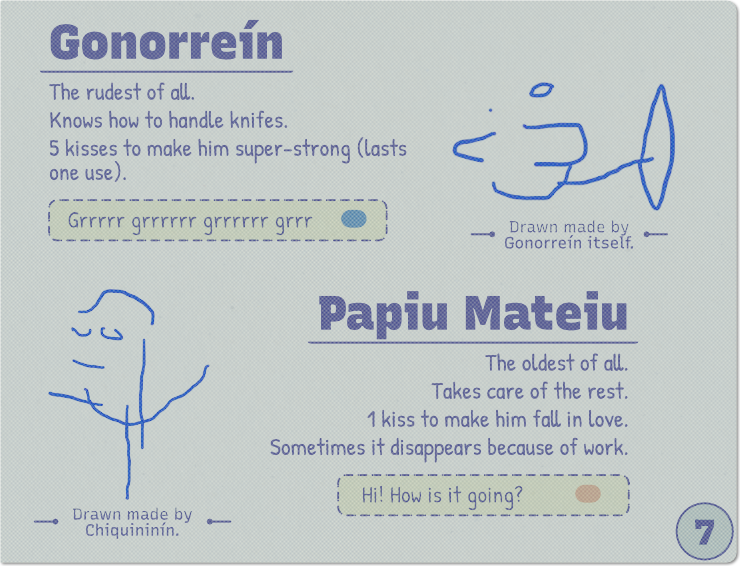 Gonorreín
The rudest of all.
Knows how to handle knifes.
5 kisses to make him super-strong (lasts
one use).
Grrrrr grrrrrr grrrrrr grrr
Drawn made by
Gonorreín itself.
Papiu Mateiu
The oldest of all.
Takes care of the rest.
1 kiss to make him fall in love.
Sometimes it disappears because of work.
Hi! How is it going?
Drawn made by
Chiquininín.
7